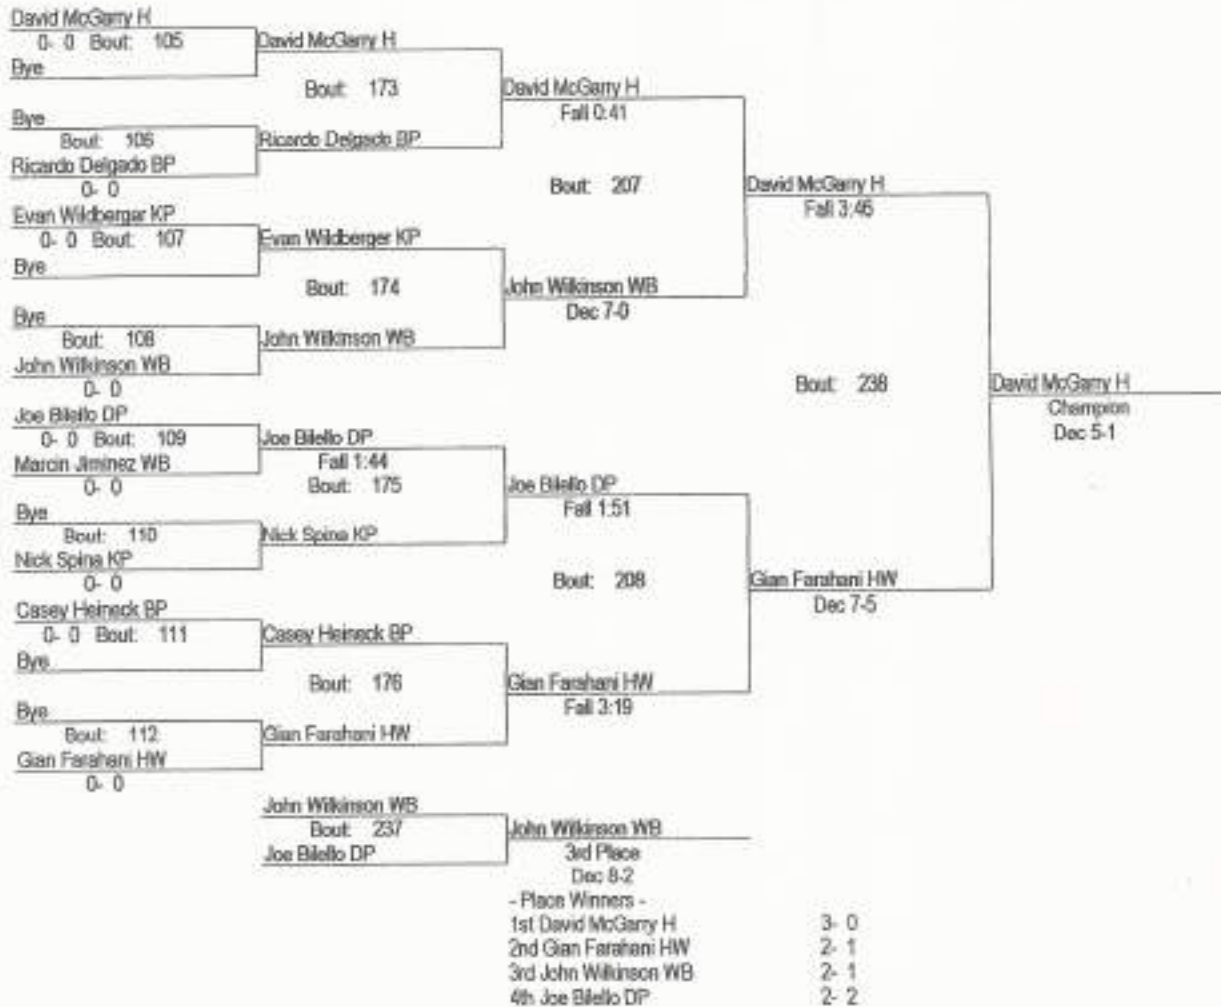 David McGarry H
0- 0 Bout: 105
Bye
David McGarry H
Bout: 173
Bye
Bout: 106
Ricardo Delgado BP
0- 0
Ricardo Delgado BP
David McGarry H
Fall 0:41
Bout: 207
Evan Wildberger KP
0- 0 Bout: 107
Bye
Evan Wildberger KP
Bout: 174
Bye
Bout: 108
John Wilkinson WB
0- 0
John Wilkinson WB
John Wilkinson WB
Dec 7-0
David McGarry H
Fall 3:46
Bout: 238
Joe Bilello DP
0- 0 Bout: 109
Marcin Jiminez WB
0- 0
Joe Bilello DP
Fall 1:44
Bout: 175
Bye
Bout: 110
Nick Spina KP
0- 0
Nick Spina KP
Joe Bilello DP
Fall 1:51
Bout: 208
Casey Heineck BP
0- 0 Bout: 111
Bye
Casey Heineck BP
Bout: 176
Bye
Bout: 112
Gian Farahani HW
0- 0
Gian Farahani HW
Gian Farahani HW
Fall 3:19
Gian Farahani HW
Dec 7-5
David McGarry H
Champion
Dec 5-1
John Wilkinson WB
Bout: 237
Joe Bilello DP
John Wilkinson WB
3rd Place
Dec 8-2
- Place Winners -
1st David McGarry H 3- 0
2nd Gian Farahani HW 2- 1
3rd John Wilkinson WB 2- 1
4th Joe Bilello DP 2- 2